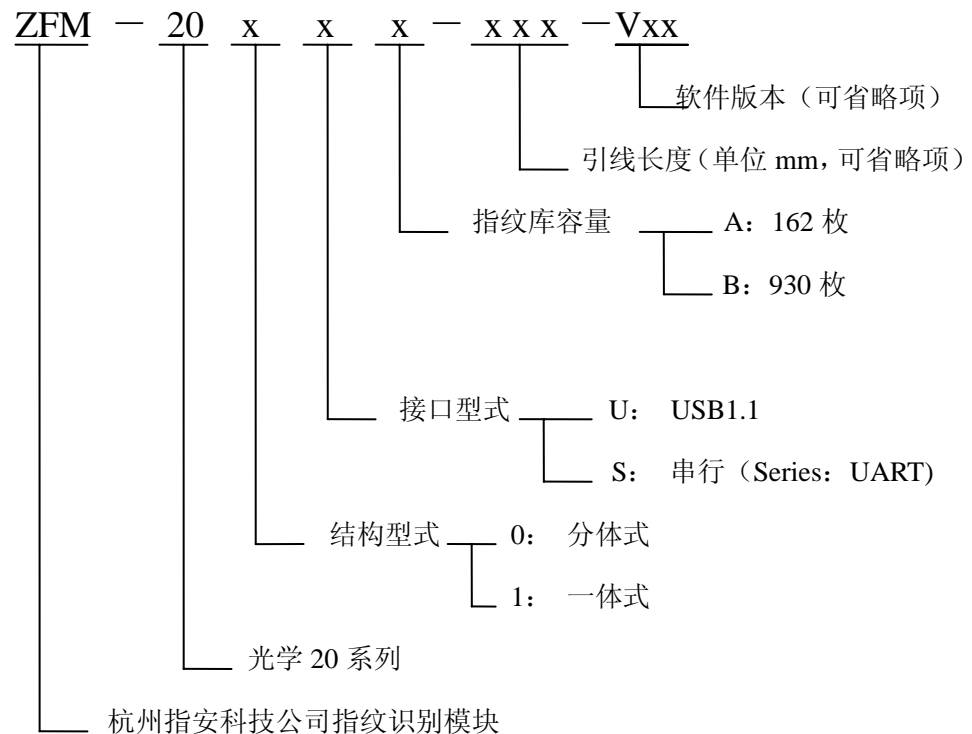 ZFM － 20 x x x － x x x － Vxx
软件版本（可省略项）
引线长度（单位 mm，可省略项）
指纹库容量 A：162 枚
B：930 枚
接口型式 U： USB1.1
S： 串行（Series：UART)
结构型式 0： 分体式
1： 一体式
光学 20 系列
杭州指安科技公司指纹识别模块